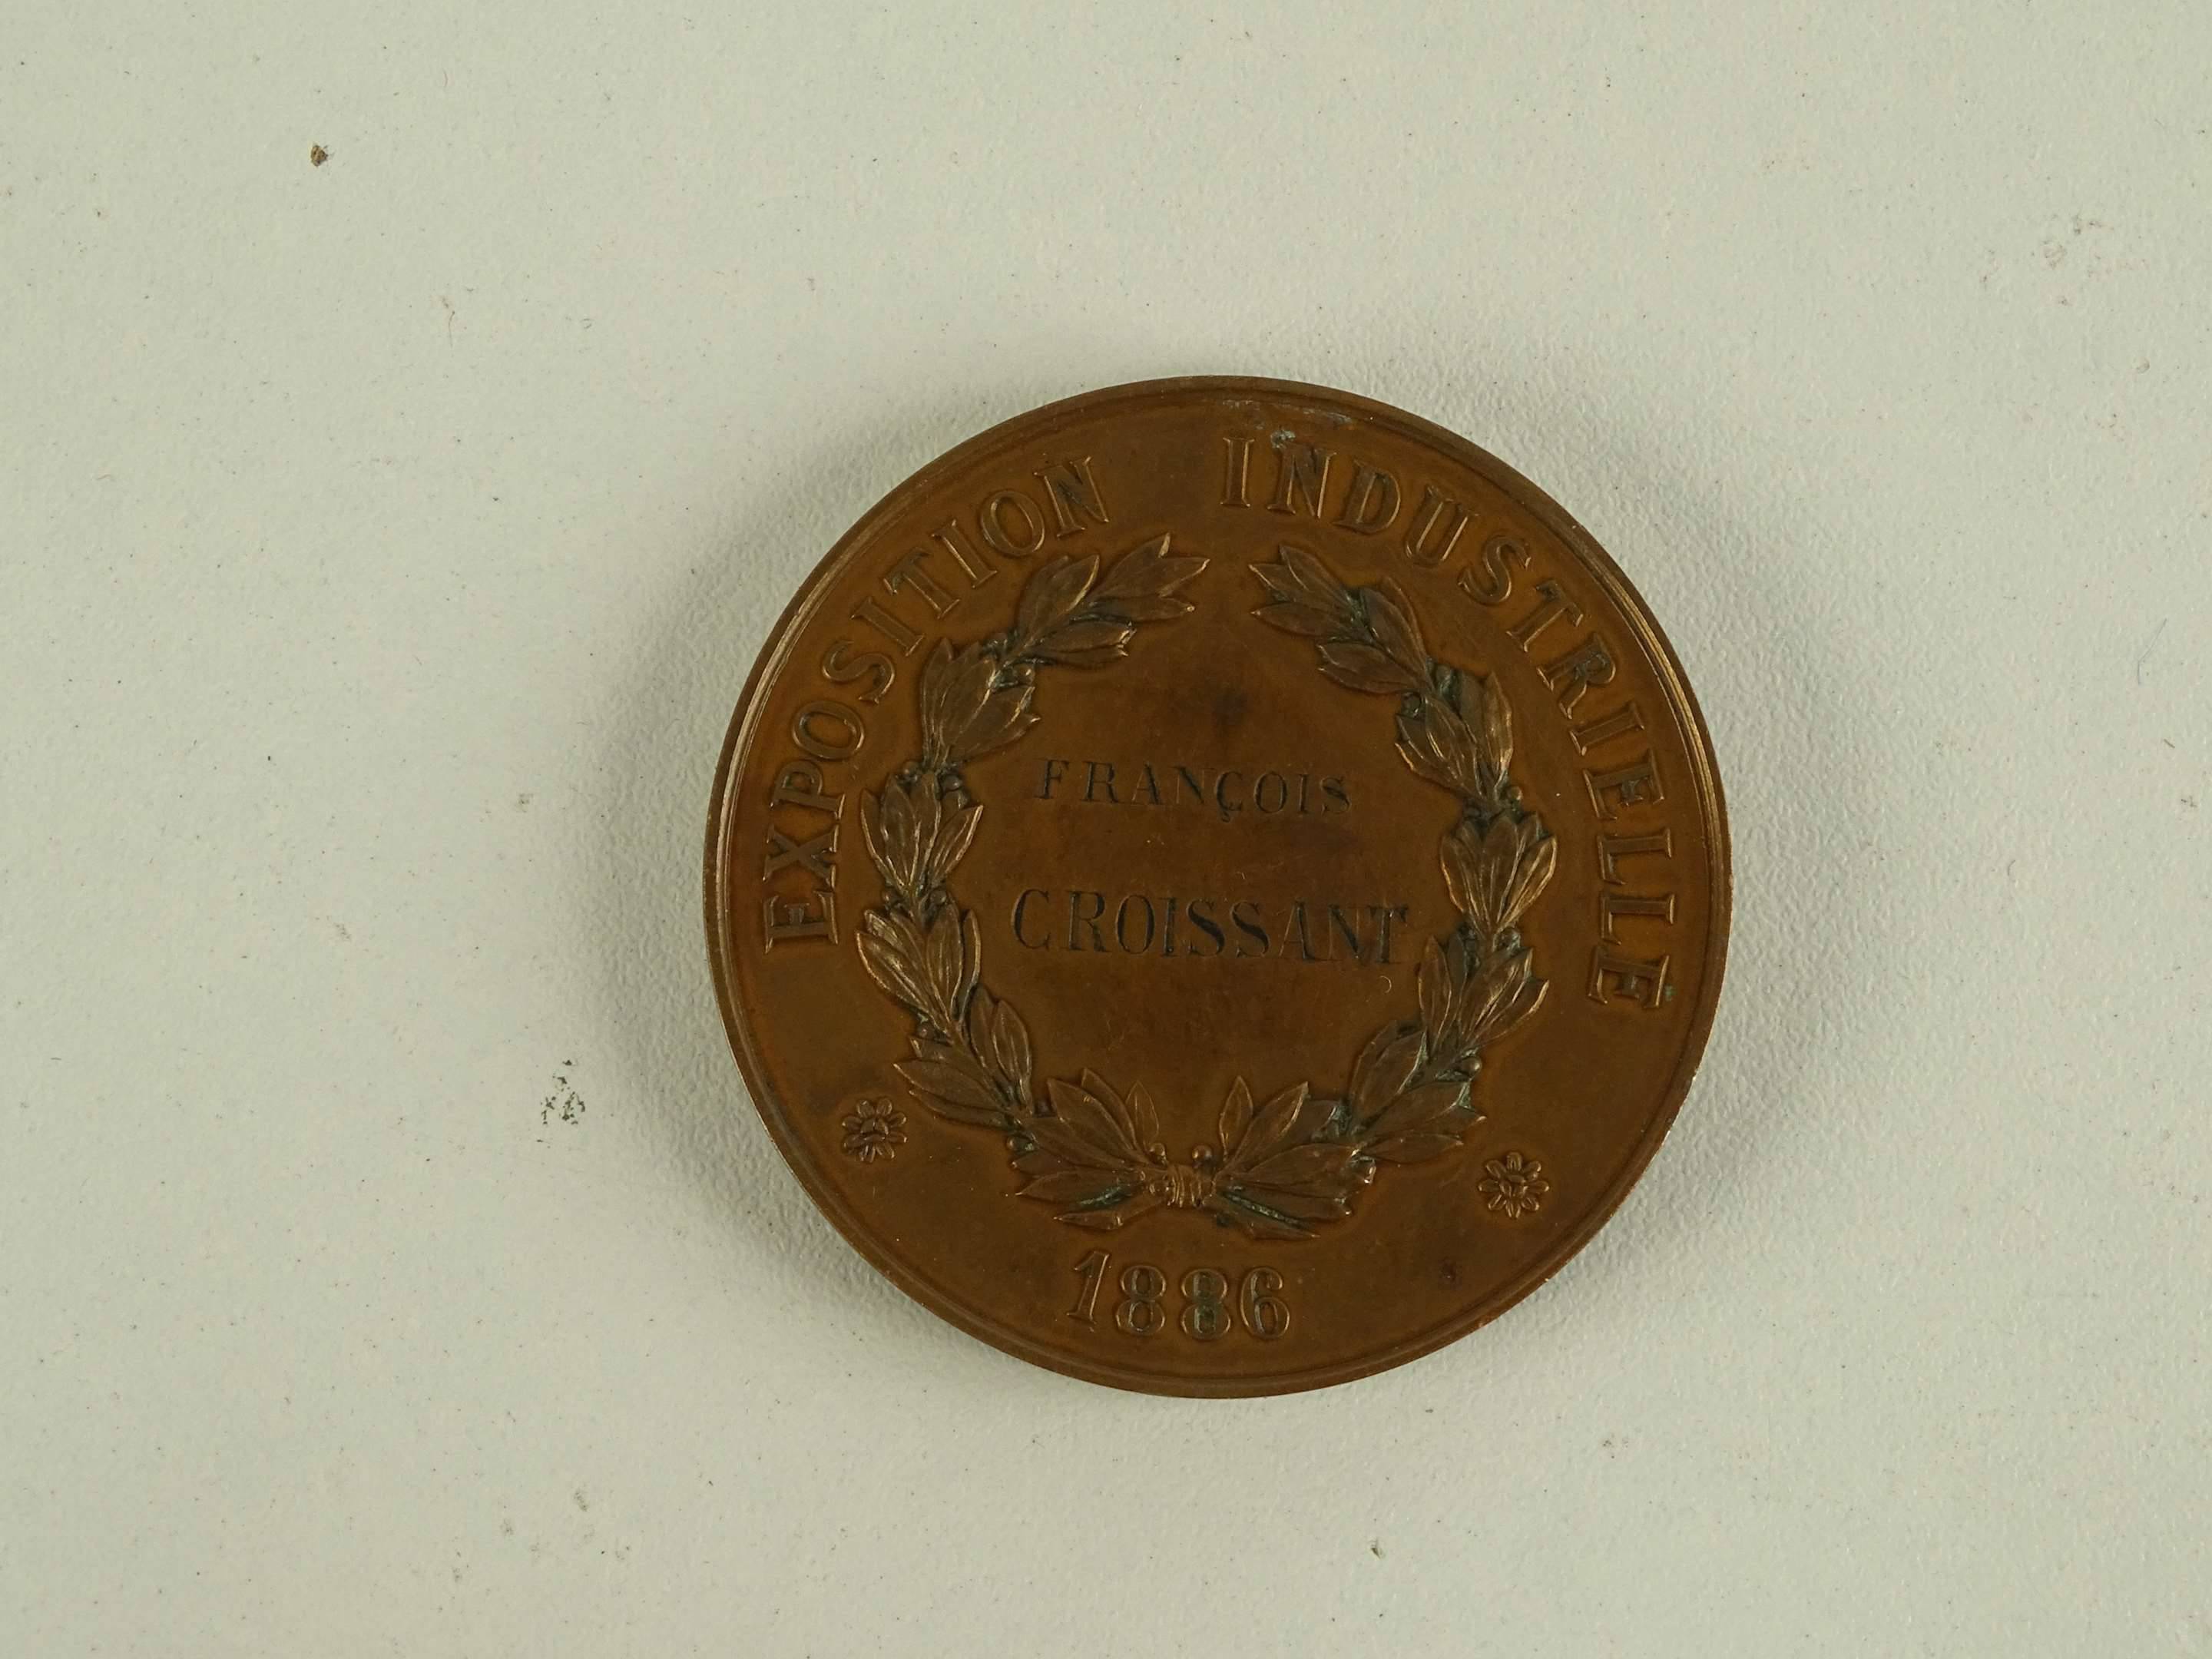 EXPOSITION INDUSTRIELLE
FRANÇOIS
CROISSANT
1886